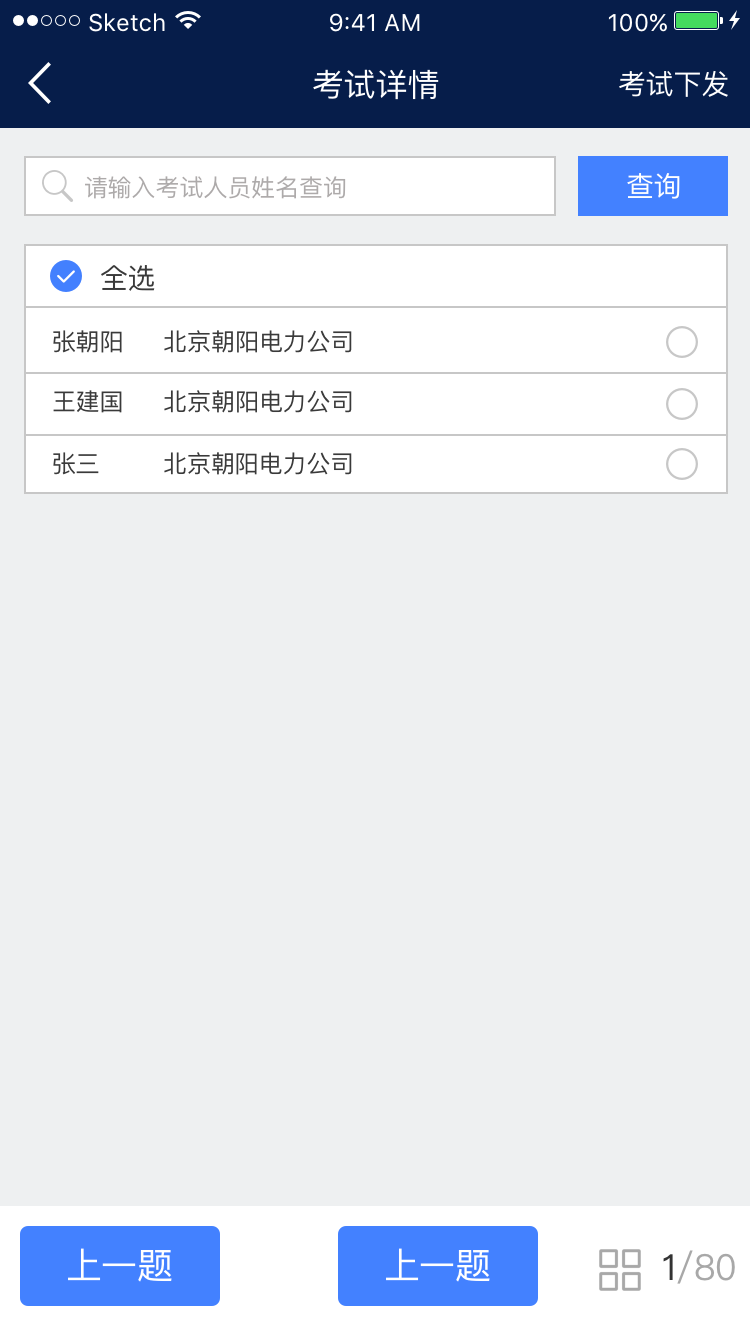 Sketch 9:41 AM 100%
考试详情 考试下发
请输入考试人员姓名查询 查询
全选
张朝阳 北京朝阳电力公司
王建国 北京朝阳电力公司
张三 北京朝阳电力公司
上一题 上一题 1/80